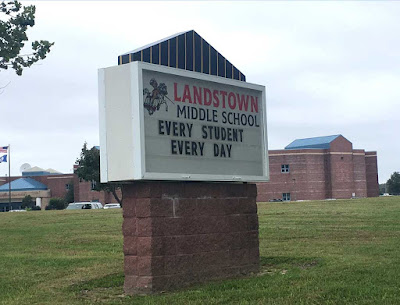 LANDSTOWN
MIDDLE SCHOOL
EVERY STUDENT
EVERY DAY